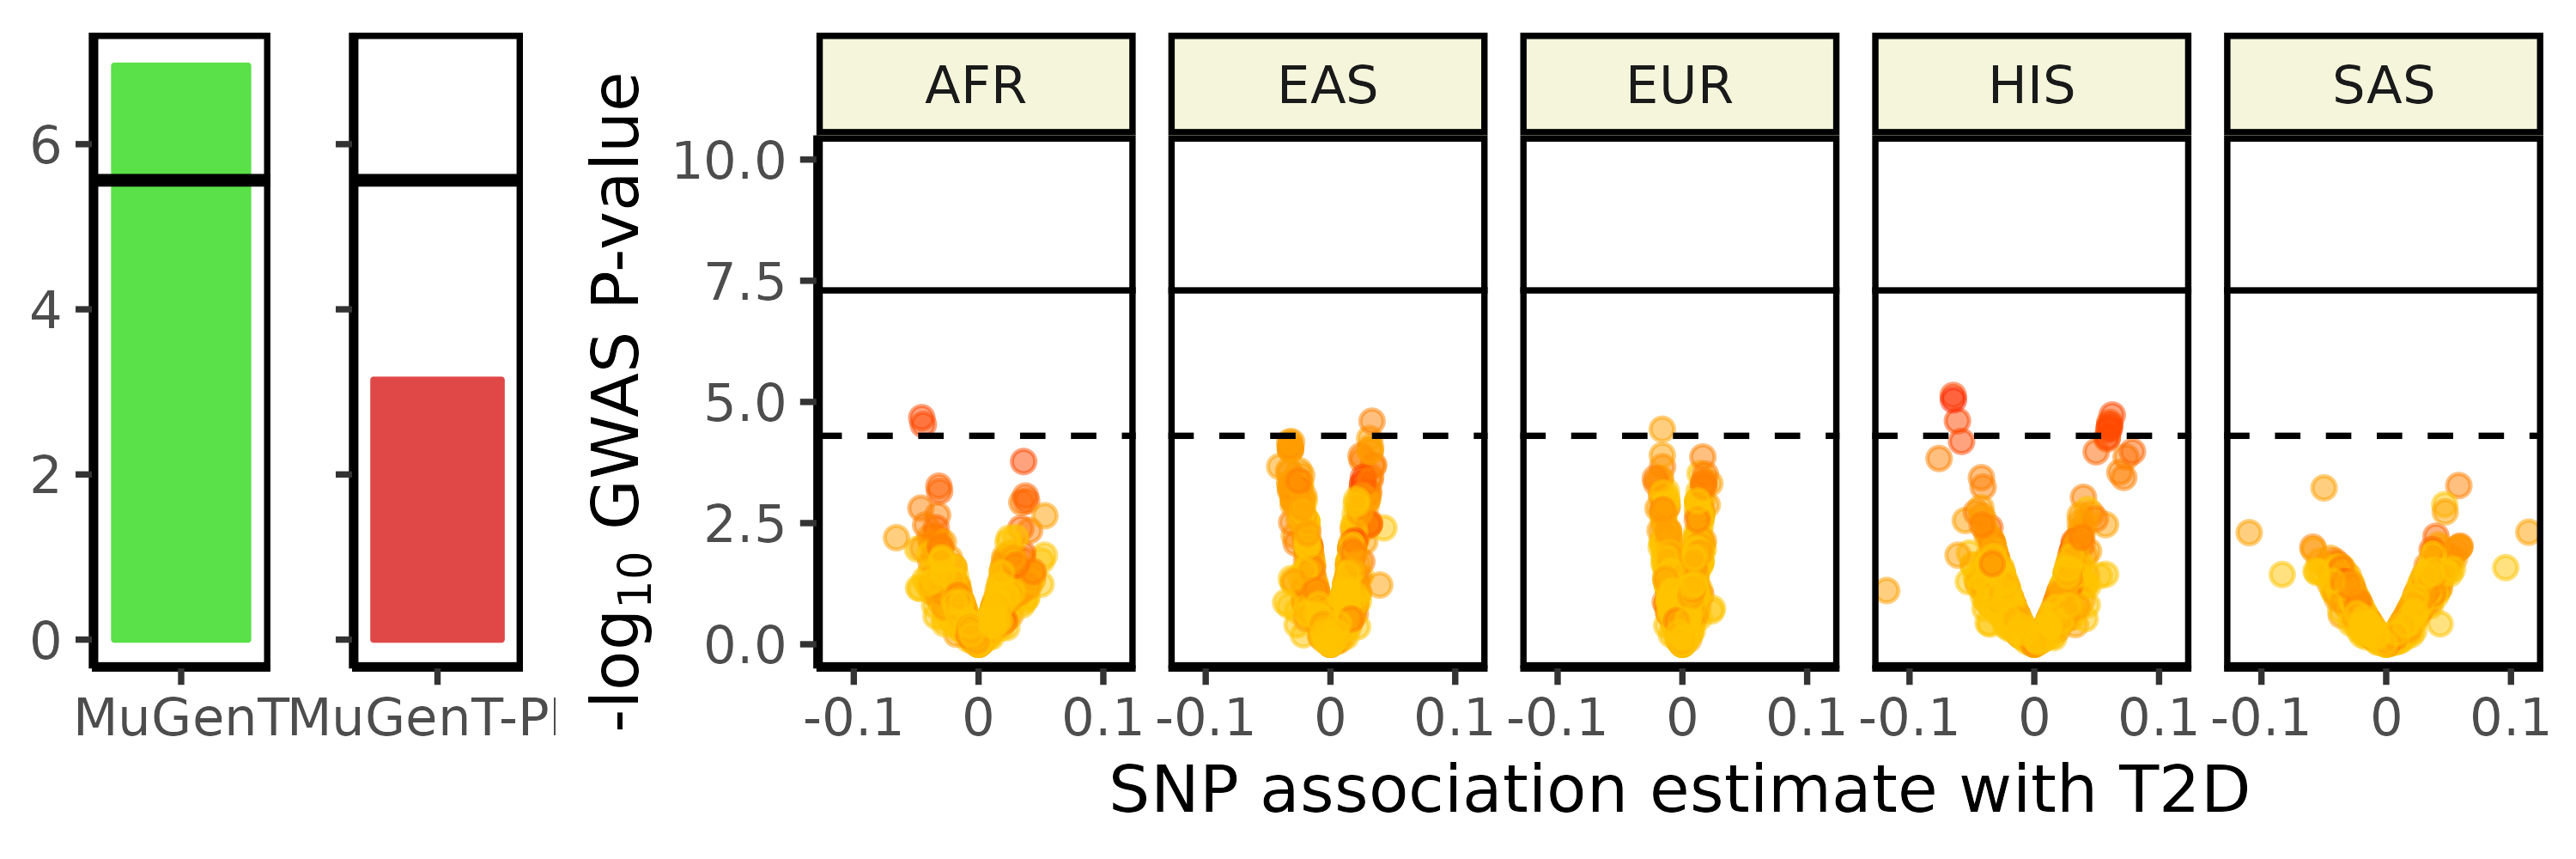 6
4
2
0
MuGenT
MuGenT-P
-log10 GWAS P-value
AFR
EAS
EUR
HIS
SAS
10.0
7.5
5.0
2.5
0.0
-0.1 0 0.1
-0.1 0 0.1
-0.1 0 0.1
-0.1 0 0.1
-0.1 0 0.1
SNP association estimate with T2D